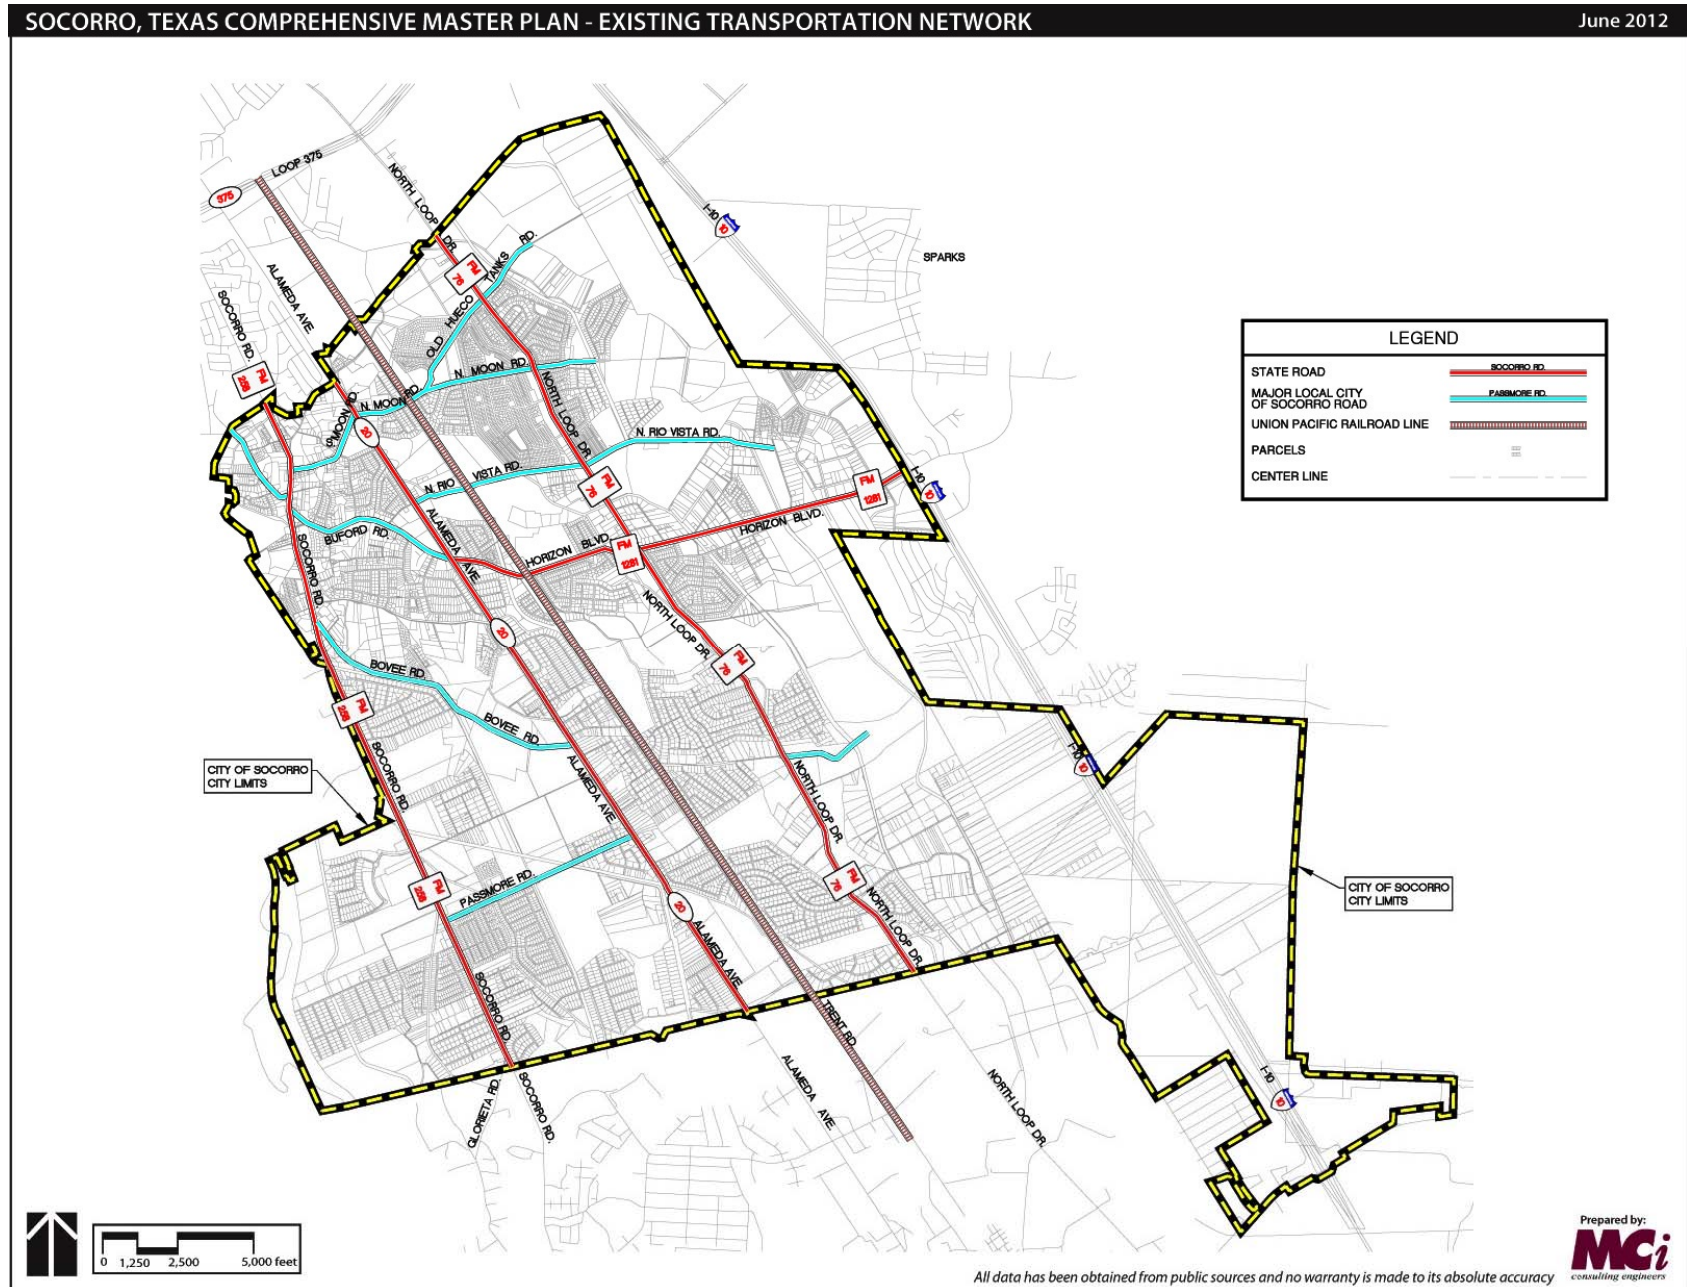 SOCORRO, TEXAS COMPREHENSIVE MASTER PLAN - EXISTING TRANSPORTATION NETWORK
June 2012
LOOP 375
375
NORTH LOOP DR.
I-10
10
SPARKS
ALAMEDA AVE.
SOCORRO RD.
FM 76
OLD HUECO TANKS RD.
FM 258
N. MOON RD.
N. MOON RD.
S. MOON RD.
20
NORTH LOOP DR.
N. RIO VISTA RD.
N. RIO VISTA RD.
FM 76
FM 1281
I-10
10
HORIZON BLVD.
HORIZON BLVD.
FM 1281
BUFORD RD.
ALAMEDA AVE.
SOCORRO RD.
NORTH LOOP DR.
20
FM 76
BOVEE RD.
BOVEE RD.
FM 258
SOCORRO RD.
CITY OF SOCORRO
CITY LIMITS
ALAMEDA AVE.
NORTH LOOP DR.
I-10
10
FM 76
NORTH LOOP DR.
PASSMORE RD.
FM 258
20
ALAMEDA AVE.
CITY OF SOCORRO
CITY LIMITS
SOCORRO RD.
TRENT RD.
GLORIETA RD.
SOCORRO RD.
ALAMEDA AVE.
NORTH LOOP DR.
I-10
10
LEGEND
STATE ROAD
SOCORRO RD.
MAJOR LOCAL CITY
OF SOCORRO ROAD
PASSMORE RD.
UNION PACIFIC RAILROAD LINE
PARCELS
CENTER LINE
0 1,250 2,500 5,000 feet
All data has been obtained from public sources and no warranty is made to its absolute accuracy
Prepared by:
MCi
consulting engineers